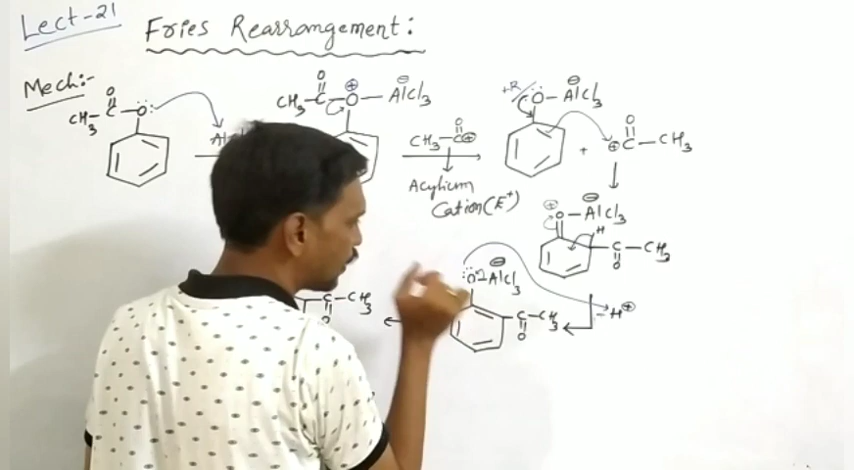 Lect-21
Fries Rearrangement:
Mech:-
O O ⊕ ⊖ +R ⊖ O
CH3-C-O: CH3-C-O-AlCl3 O-AlCl3 ⊕C-CH3
O
CH3-C⊕ +
Acylium
Cation(E+)
⊕ ⊖
O-AlCl3
H
C-CH3
O
⊖
:O-AlCl3
C-CH3 C-CH3 -H⊕
O O